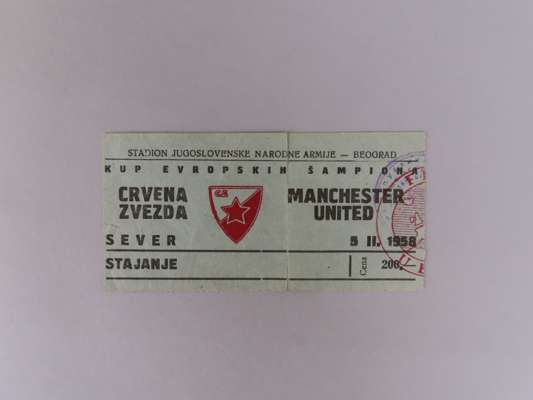 STADION JUGOSLOVENSKE NARODNE ARMIJE — BEOGRAD
KUP EVROPSKIH ŠAMPIONA
CRVENA ZVEZDA
MANCHESTER UNITED
SEVER 5 II. 1958
STAJANJE Cena 200,—